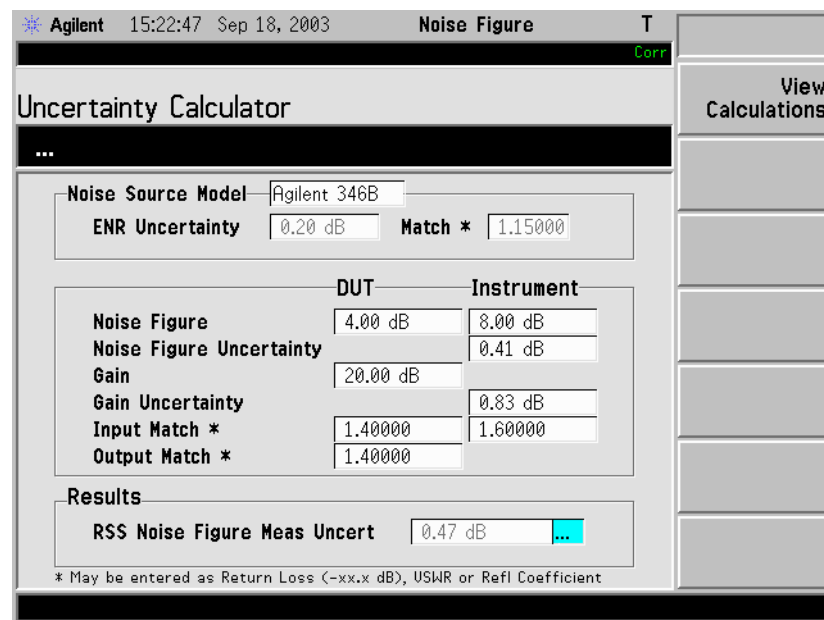 Agilent 15:22:47 Sep 18, 2003 Noise Figure T
Corr
View
Calculations
Uncertainty Calculator
...
Noise Source Model Agilent 346B
ENR Uncertainty 0.20 dB Match * 1.15000
DUT Instrument
Noise Figure 4.00 dB 8.00 dB
Noise Figure Uncertainty 0.41 dB
Gain 20.00 dB
Gain Uncertainty 0.83 dB
Input Match * 1.40000 1.60000
Output Match * 1.40000
Results
RSS Noise Figure Meas Uncert 0.47 dB ...
* May be entered as Return Loss (-xx.x dB), VSWR or Refl Coefficient